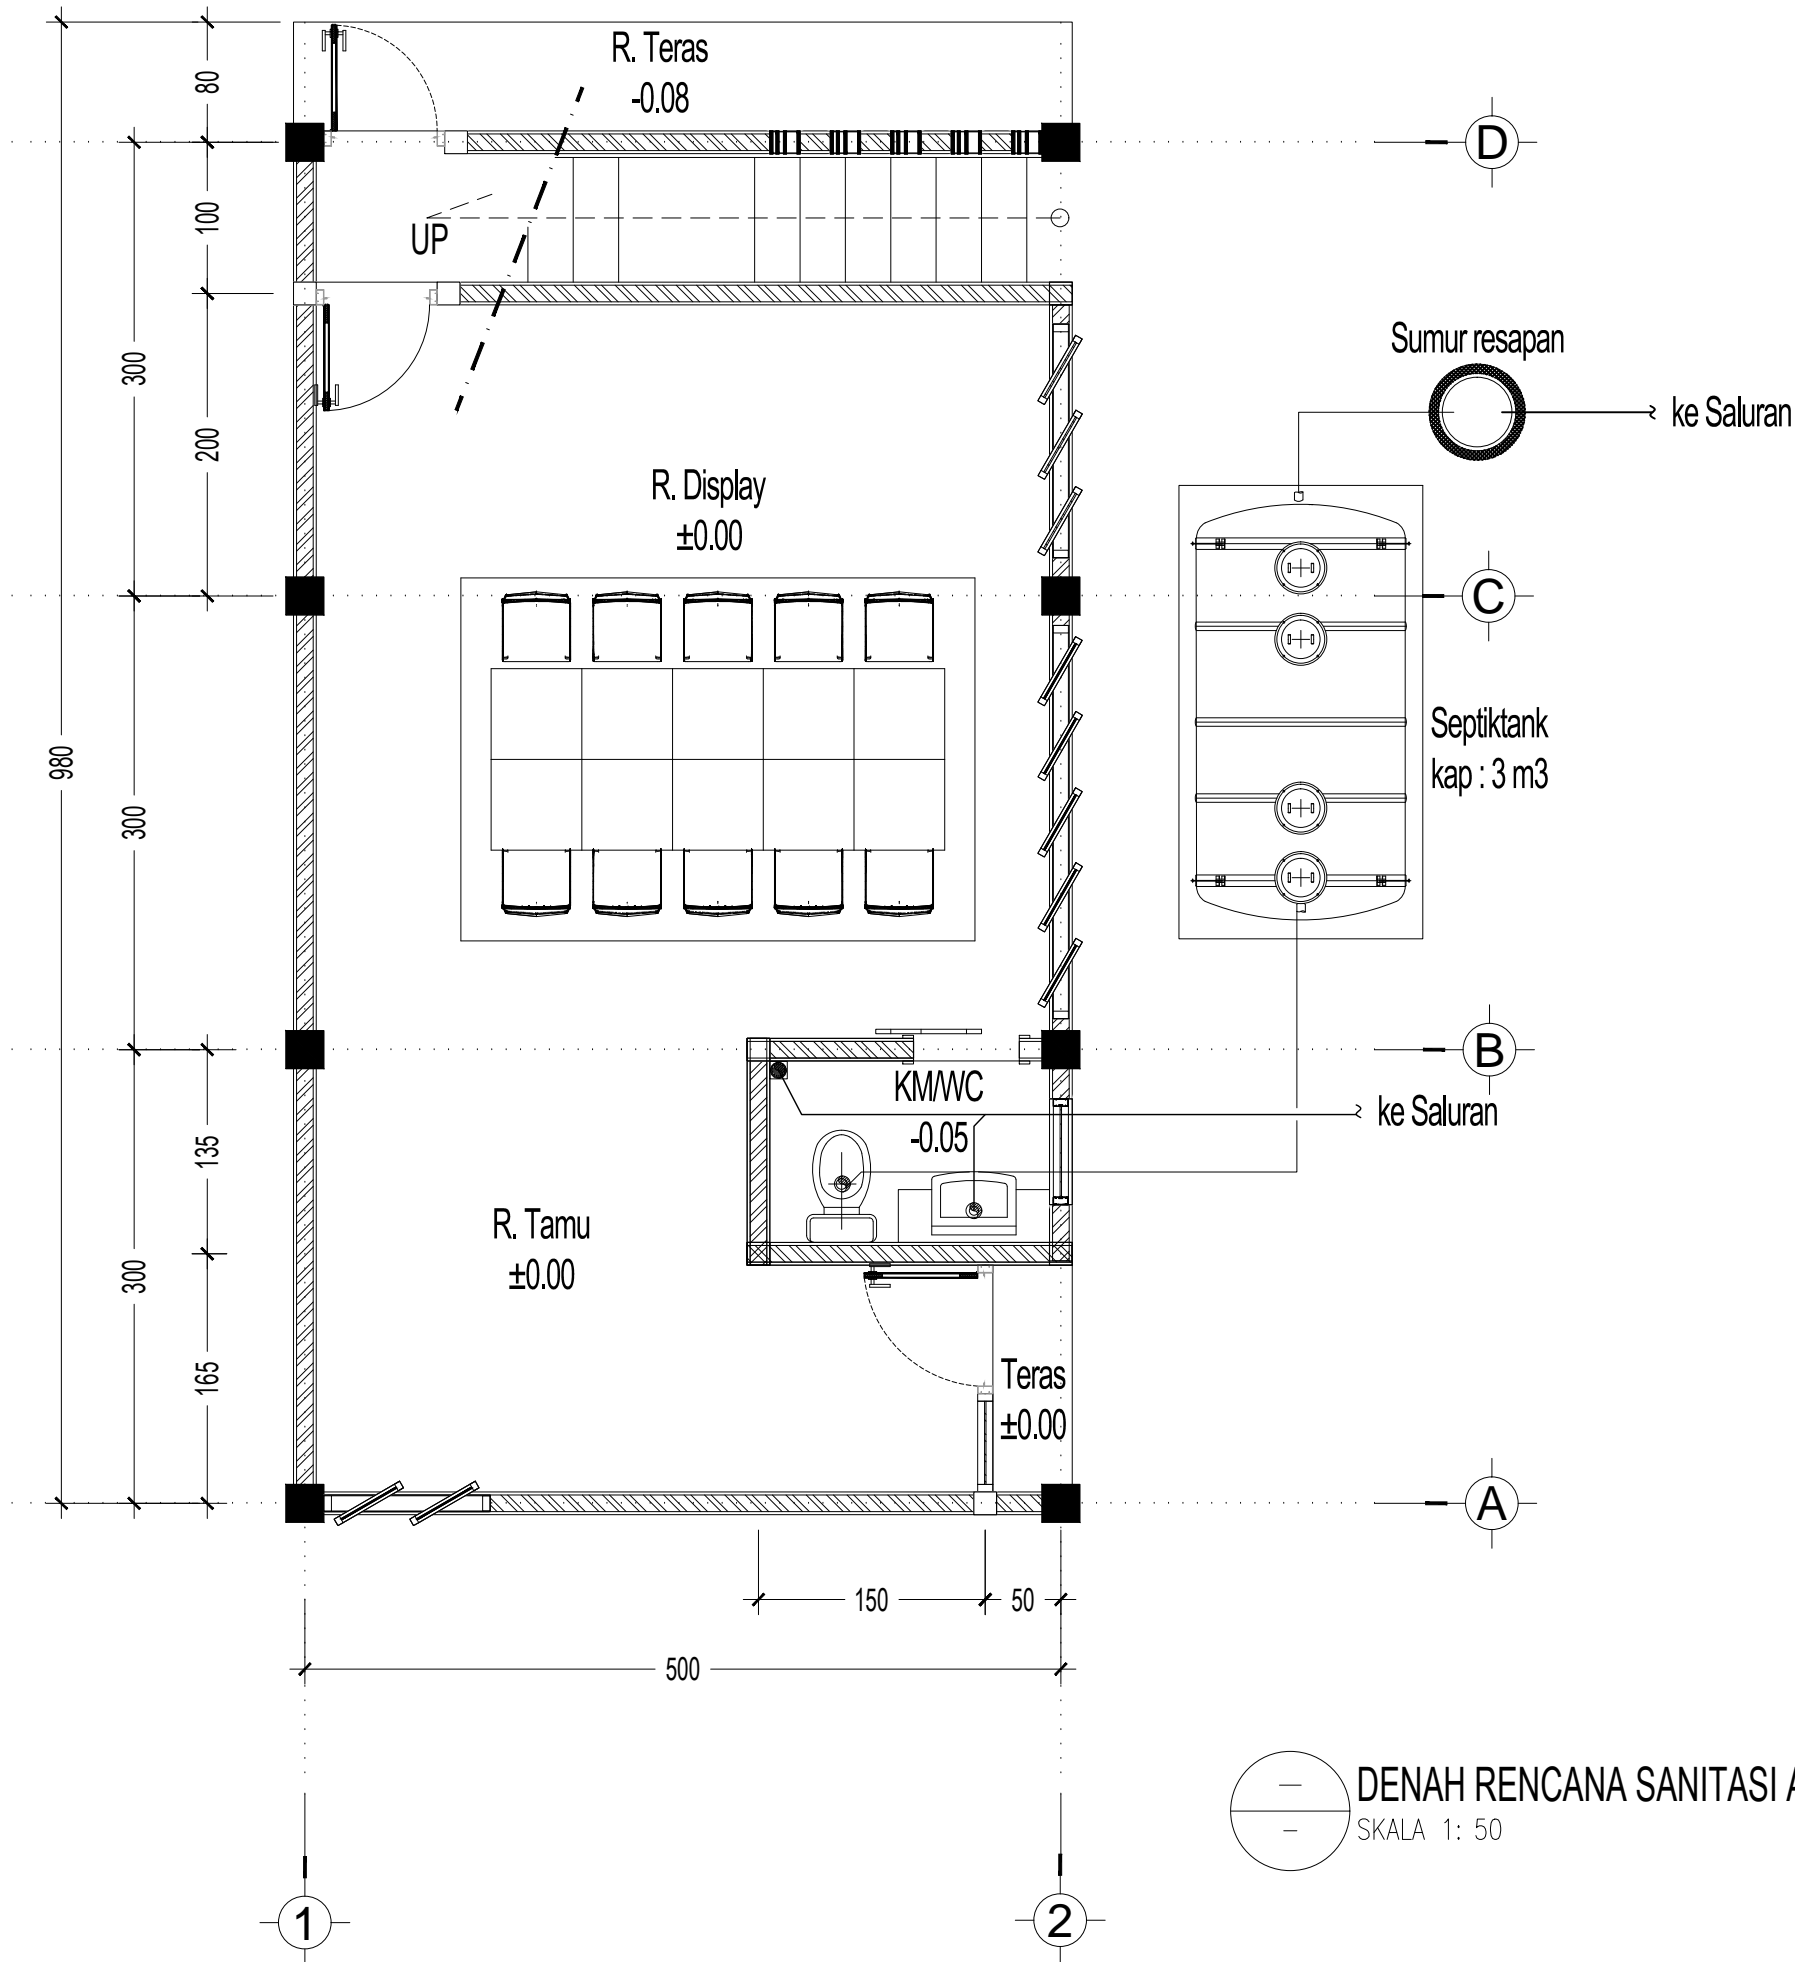 R. Teras
-0.08
80
D
100
UP
300
200
Sumur resapan
ke Saluran
R. Display
±0.00
C
980
Septiktank
kap : 3 m3
300
B
KM/WC
-0.05
ke Saluran
135
R. Tamu
±0.00
300
165
Teras
±0.00
A
150
50
500
DENAH RENCANA SANITASI A
SKALA 1: 50
1
2